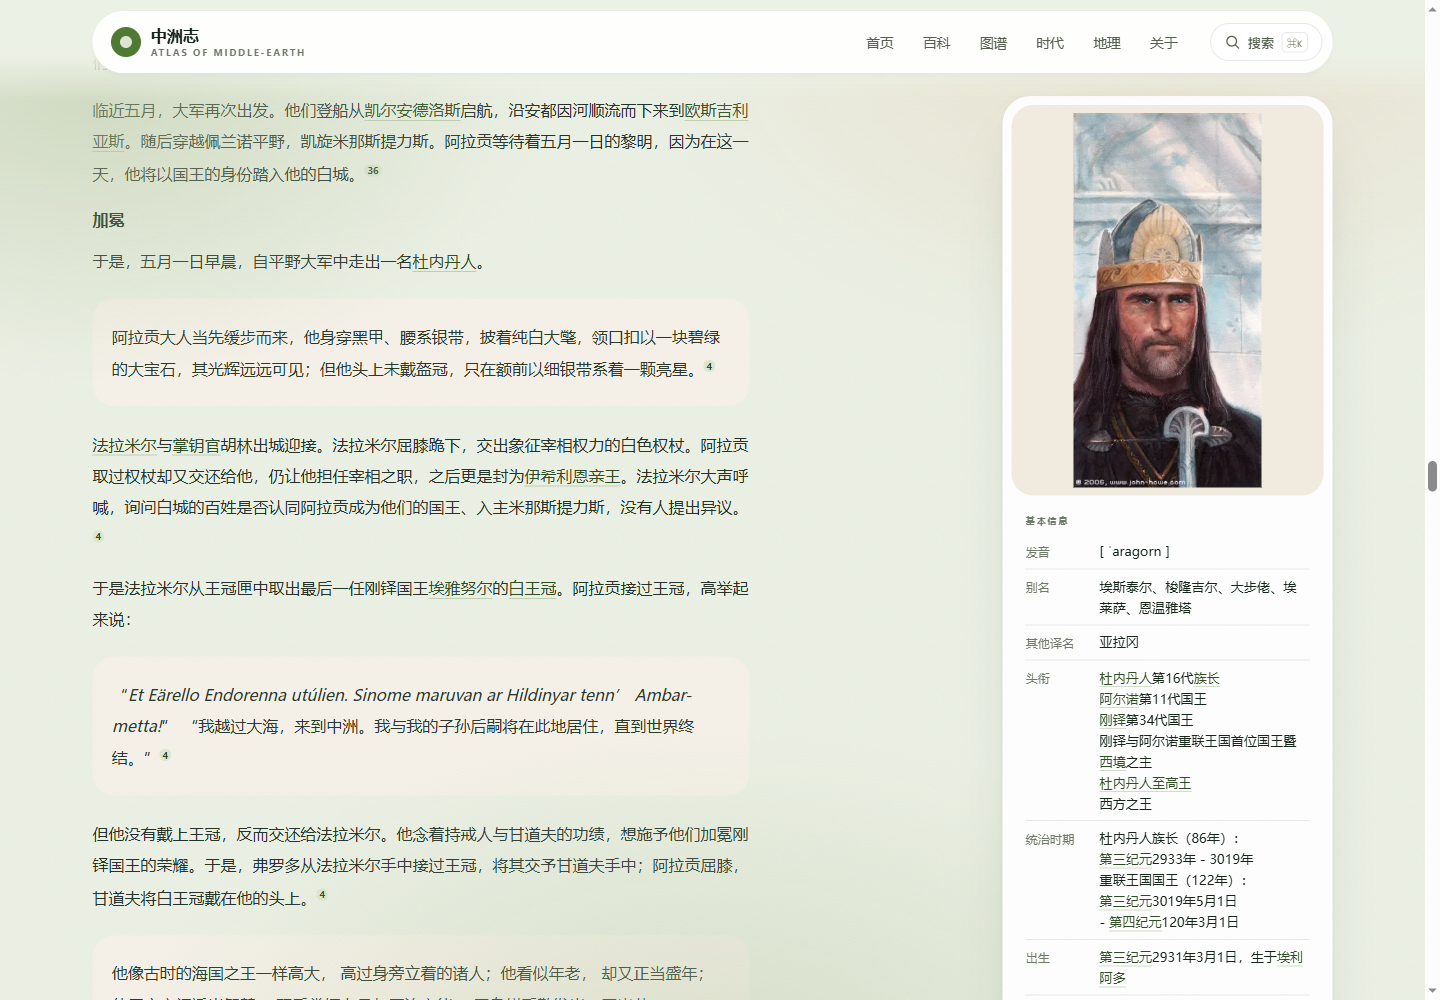 中洲志
ATLAS OF MIDDLE-EARTH
首页 百科 图谱 时代 地理 关于 搜索 ⌘K
临近五月，大军再次出发。他们登船从凯尔安德洛斯启航，沿安都因河顺流而下来到欧斯吉利
亚斯。随后穿越佩兰诺平野，凯旋米那斯提力斯。阿拉贡等待着五月一日的黎明，因为在这一
天，他将以国王的身份踏入他的白城。 36
加冕
于是，五月一日早晨，自平野大军中走出一名杜内丹人。
阿拉贡大人当先缓步而来，他身穿黑甲、腰系银带，披着纯白大氅，领口扣以一块碧绿
的大宝石，其光辉远远可见；但他头上未戴盔冠，只在额前以细银带系着一颗亮星。 4
法拉米尔与掌钥官胡林出城迎接。法拉米尔屈膝跪下，交出象征宰相权力的白色权杖。阿拉贡
取过权杖却又交还给他，仍让他担任宰相之职，之后更是封为伊希利恩亲王。法拉米尔大声呼
喊，询问白城的百姓是否认同阿拉贡成为他们的国王、入主米那斯提力斯，没有人提出异议。
4
于是法拉米尔从王冠匣中取出最后一任刚铎国王埃雅努尔的白王冠。阿拉贡接过王冠，高举起
来说：
“Et Eärello Endorenna utúlien. Sinome maruvan ar Hildinyar tenn’ Ambar-
metta!” “我越过大海，来到中洲。我与我的子孙后嗣将在此地居住，直到世界终
结。” 4
但他没有戴上王冠，反而交还给法拉米尔。他念着持戒人与甘道夫的功绩，想施予他们加冕刚
铎国王的荣耀。于是，弗罗多从法拉米尔手中接过王冠，将其交予甘道夫手中；阿拉贡屈膝，
甘道夫将白王冠戴在他的头上。 4
他像古时的海国之王一样高大， 高过身旁立着的诸人；他看似年老， 却又正当盛年；
© 2006, www.john-howe.com
基本信息
发音 [ ˈaragorn ]
别名 埃斯泰尔、梭隆吉尔、大步佬、埃
莱萨、恩温雅塔
其他译名 亚拉冈
头衔 杜内丹人第16代族长
阿尔诺第11代国王
刚铎第34代国王
刚铎与阿尔诺重联王国首位国王暨
西境之主
杜内丹人至高王
西方之王
统治时期 杜内丹人族长（86年）：
第三纪元2933年 - 3019年
重联王国国王（122年）：
第三纪元3019年5月1日
- 第四纪元120年3月1日
出生 第三纪元2931年3月1日，生于埃利
阿多